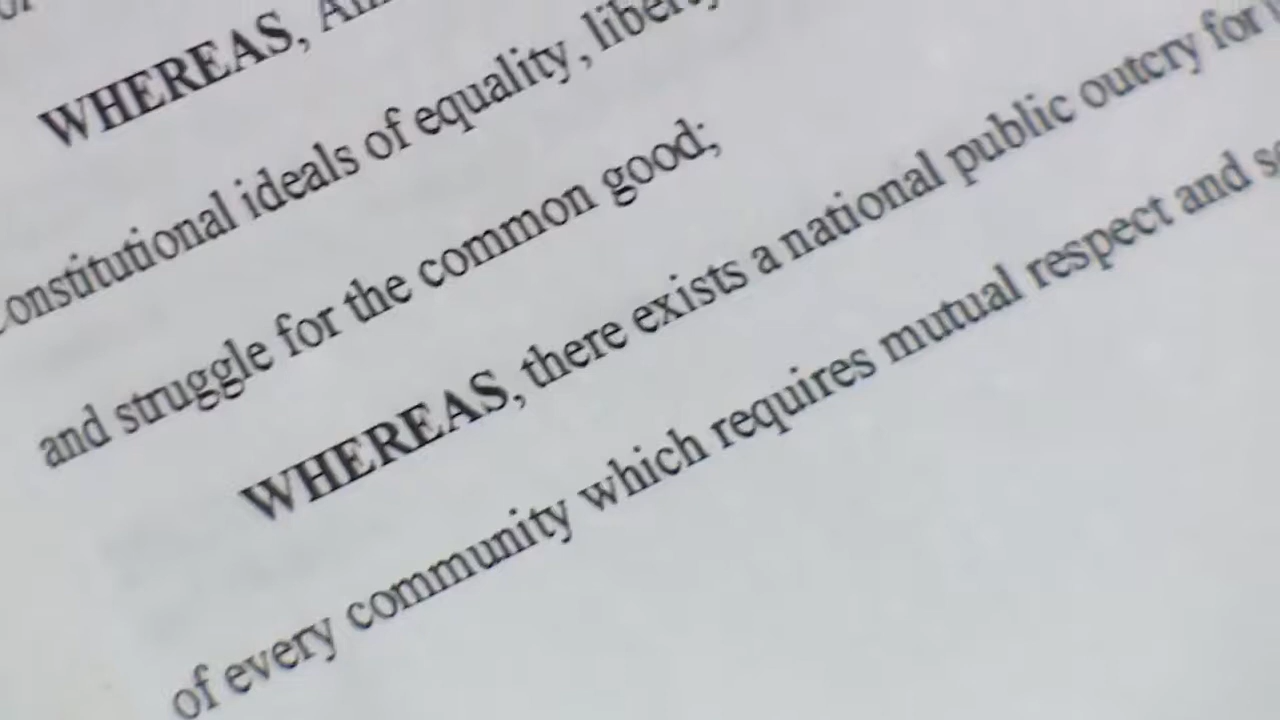 WHEREAS,
Constitutional ideals of equality, liberty
and struggle for the common good;
WHEREAS, there exists a national public outcry for
of every community which requires mutual respect and